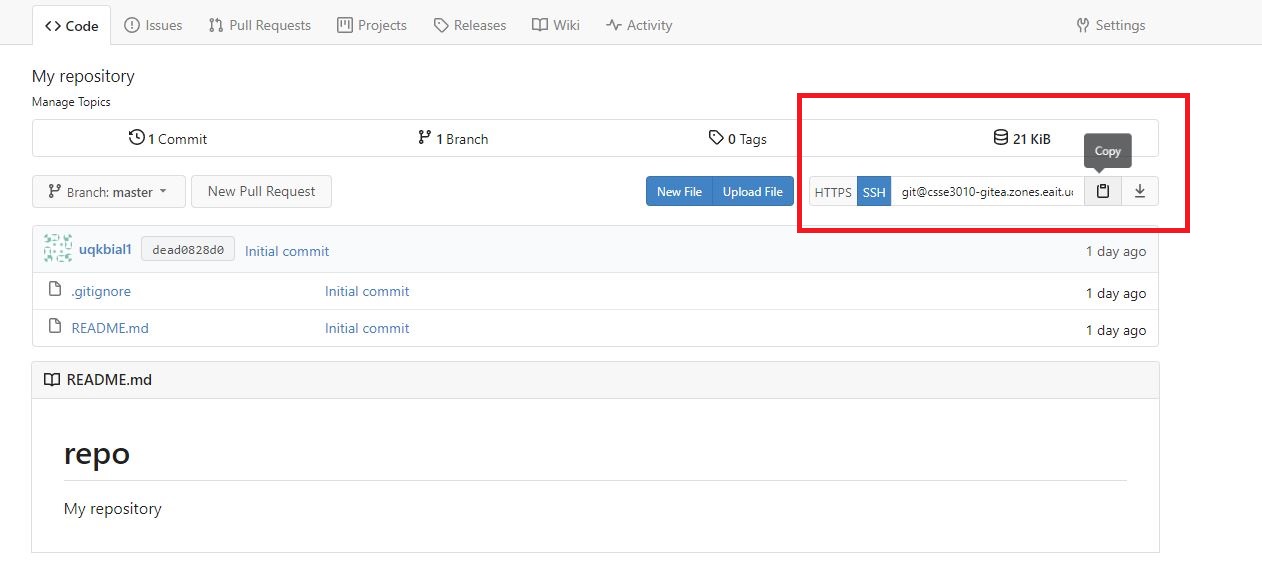 Code Issues Pull Requests Projects Releases Wiki Activity Settings
My repository
Manage Topics
1 Commit 1 Branch 0 Tags 21 KiB
Copy
Branch: master New Pull Request New File Upload File HTTPS SSH git@csse3010-gitea.zones.eait.uc
uqkbial1 dead0828d0 Initial commit 1 day ago
.gitignore Initial commit 1 day ago
README.md Initial commit 1 day ago
README.md
repo
My repository